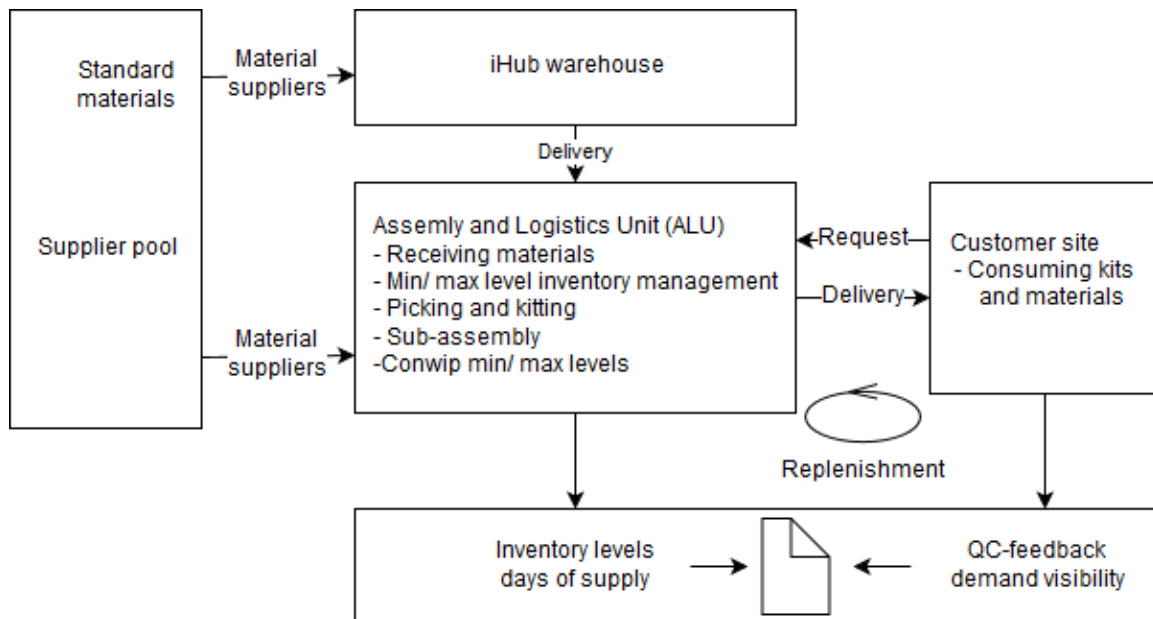 Standard
materials
Supplier pool
Material
suppliers
iHub warehouse
Delivery
Material
suppliers
Assemly and Logistics Unit (ALU)
- Receiving materials
- Min/ max level inventory management
- Picking and kitting
- Sub-assembly
-Conwip min/ max levels
Request
Delivery
Customer site
- Consuming kits
and materials
Replenishment
Inventory levels
days of supply
QC-feedback
demand visibility